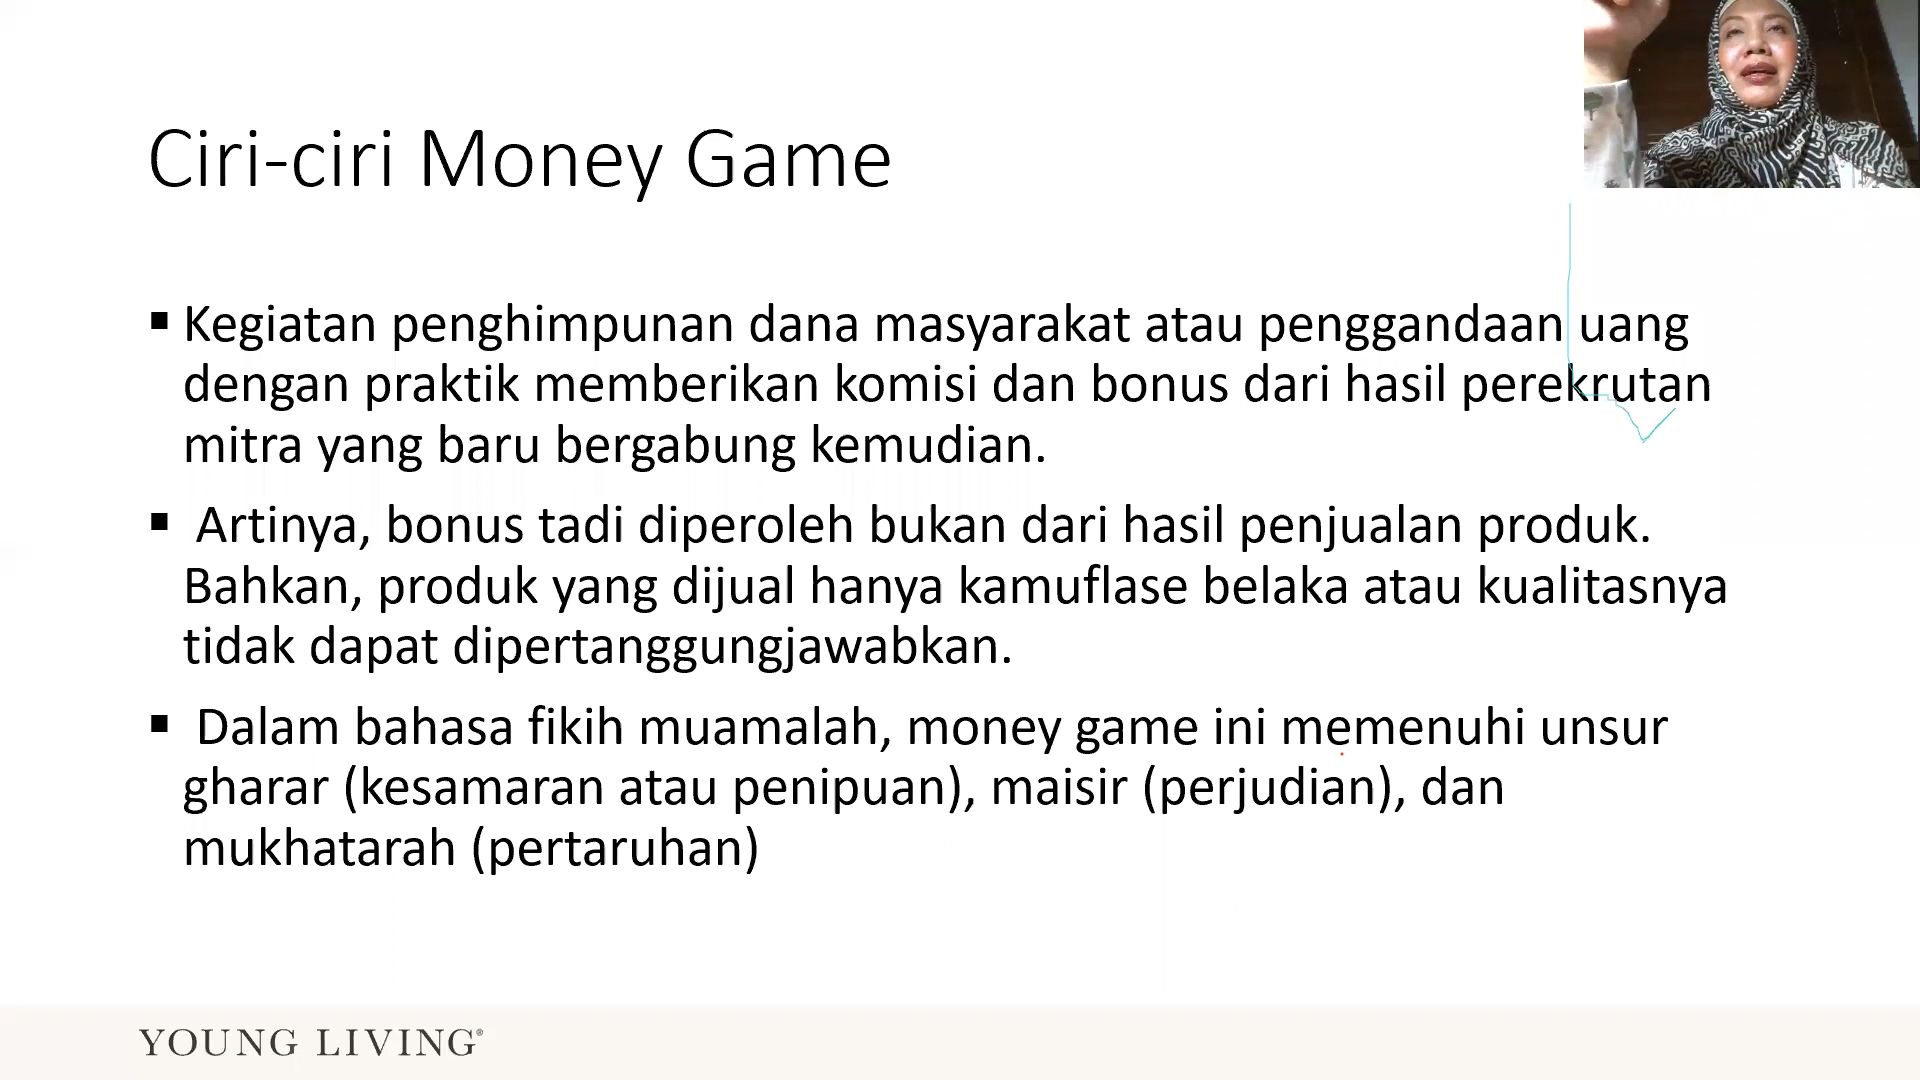 Ciri-ciri Money Game
▪ Kegiatan penghimpunan dana masyarakat atau penggandaan uang
dengan praktik memberikan komisi dan bonus dari hasil perekrutan
mitra yang baru bergabung kemudian.
▪ Artinya, bonus tadi diperoleh bukan dari hasil penjualan produk.
Bahkan, produk yang dijual hanya kamuflase belaka atau kualitasnya
tidak dapat dipertanggungjawabkan.
▪ Dalam bahasa fikih muamalah, money game ini memenuhi unsur
gharar (kesamaran atau penipuan), maisir (perjudian), dan
mukhatarah (pertaruhan)
YOUNG LIVING®